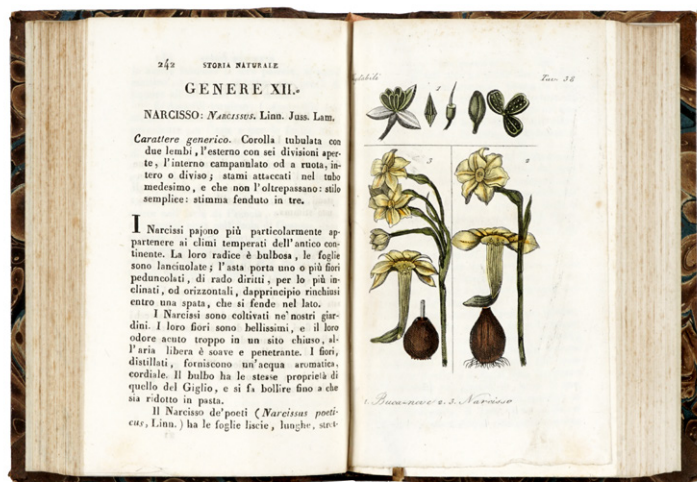 242 STORIA NATURALE
GENERE XII.
NARCISSO: NARCISSUS. Linn. Juss. Lam.
Carattere generico. Corolla tubulata con
due lembi, l'esterno con sei divisioni aper-
te, l'interno campanulato od a ruota, in-
tero o diviso; stami attaccati nel tubo
medesimo, e che non l'oltrepassano: stilo
semplice: stimma fenduto in tre.
I Narcissi pajono più particolarmente ap-
partenere ai climi temperati dell'antico con-
tinente. La loro radice è bulbosa, le foglie
sono lanciuolate; l'asta porta uno o più fiori
peduncolati, di rado diritti, per lo più in-
clinati, od orizzontali, dapprincipio rinchiusi
entro una spata, che si fende nel lato.
I Narcissi sono coltivati ne' nostri giar-
dini. I loro fiori sono bellissimi, e il loro
odore acuto troppo in un sito chiuso, al-
l'aria libera è soave e penetrante. I fiori,
distillati, forniscono un'acqua aromatica,
cordiale. Il bulbo ha le stesse proprietà di
quello del Giglio, e si fa bollire fino a che
sia ridotto in pasta.
Il Narcisso de' poeti (Narcissus poeti-
cus, Linn.) ha le foglie liscie, lunghe, stret-
Tav. 38
1
3 2
1. Bucaneve 2. 3. Narcisso